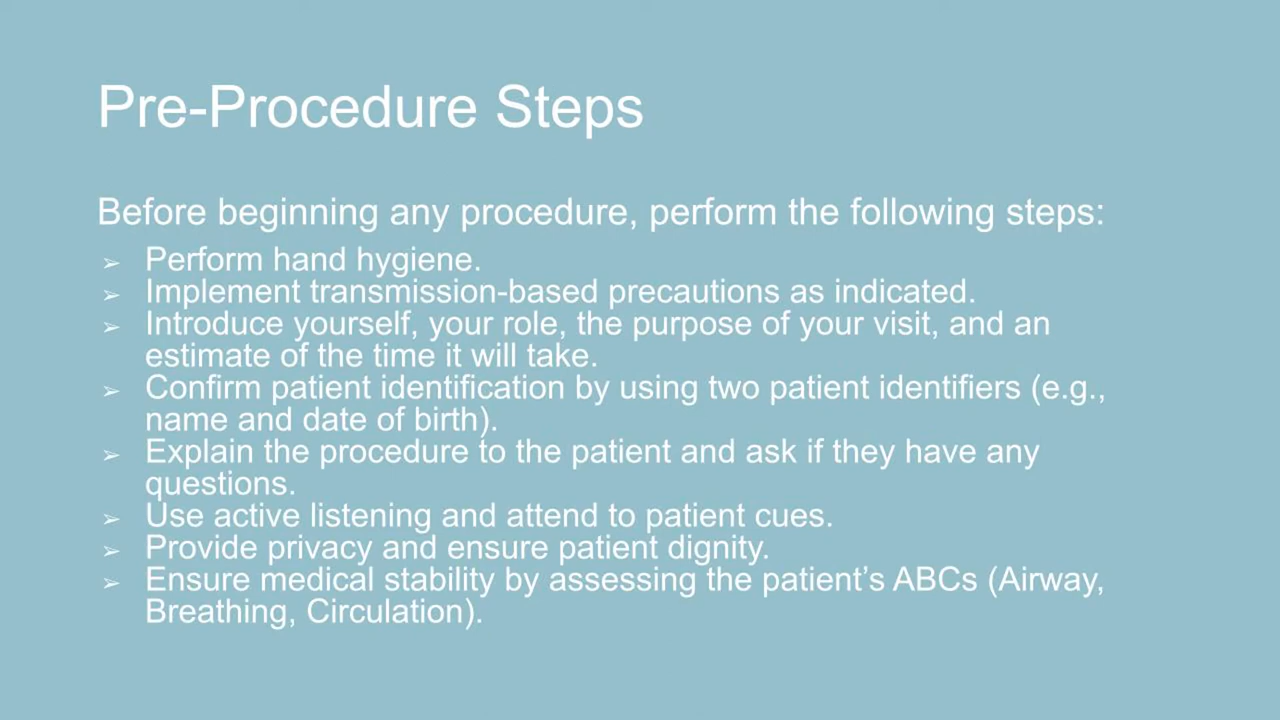 Pre-Procedure Steps
Before beginning any procedure, perform the following steps:
➢ Perform hand hygiene.
➢ Implement transmission-based precautions as indicated.
➢ Introduce yourself, your role, the purpose of your visit, and an
estimate of the time it will take.
➢ Confirm patient identification by using two patient identifiers (e.g.,
name and date of birth).
➢ Explain the procedure to the patient and ask if they have any
questions.
➢ Use active listening and attend to patient cues.
➢ Provide privacy and ensure patient dignity.
➢ Ensure medical stability by assessing the patient’s ABCs (Airway,
Breathing, Circulation).